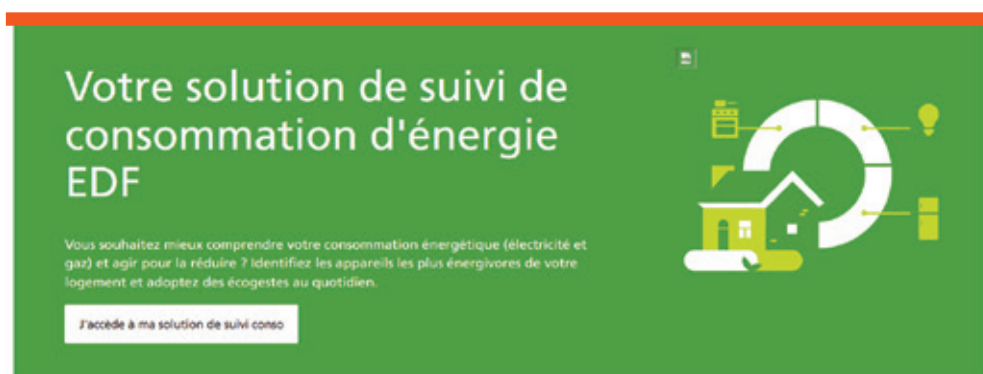 Votre solution de suivi de
consommation d'énergie
EDF
Vous souhaitez mieux comprendre votre consommation énergétique (électricité et
gaz) et agir pour la réduire ? Identifiez les appareils les plus énergivores de votre
logement et adoptez des écogestes au quotidien.
J'accède à ma solution de suivi conso